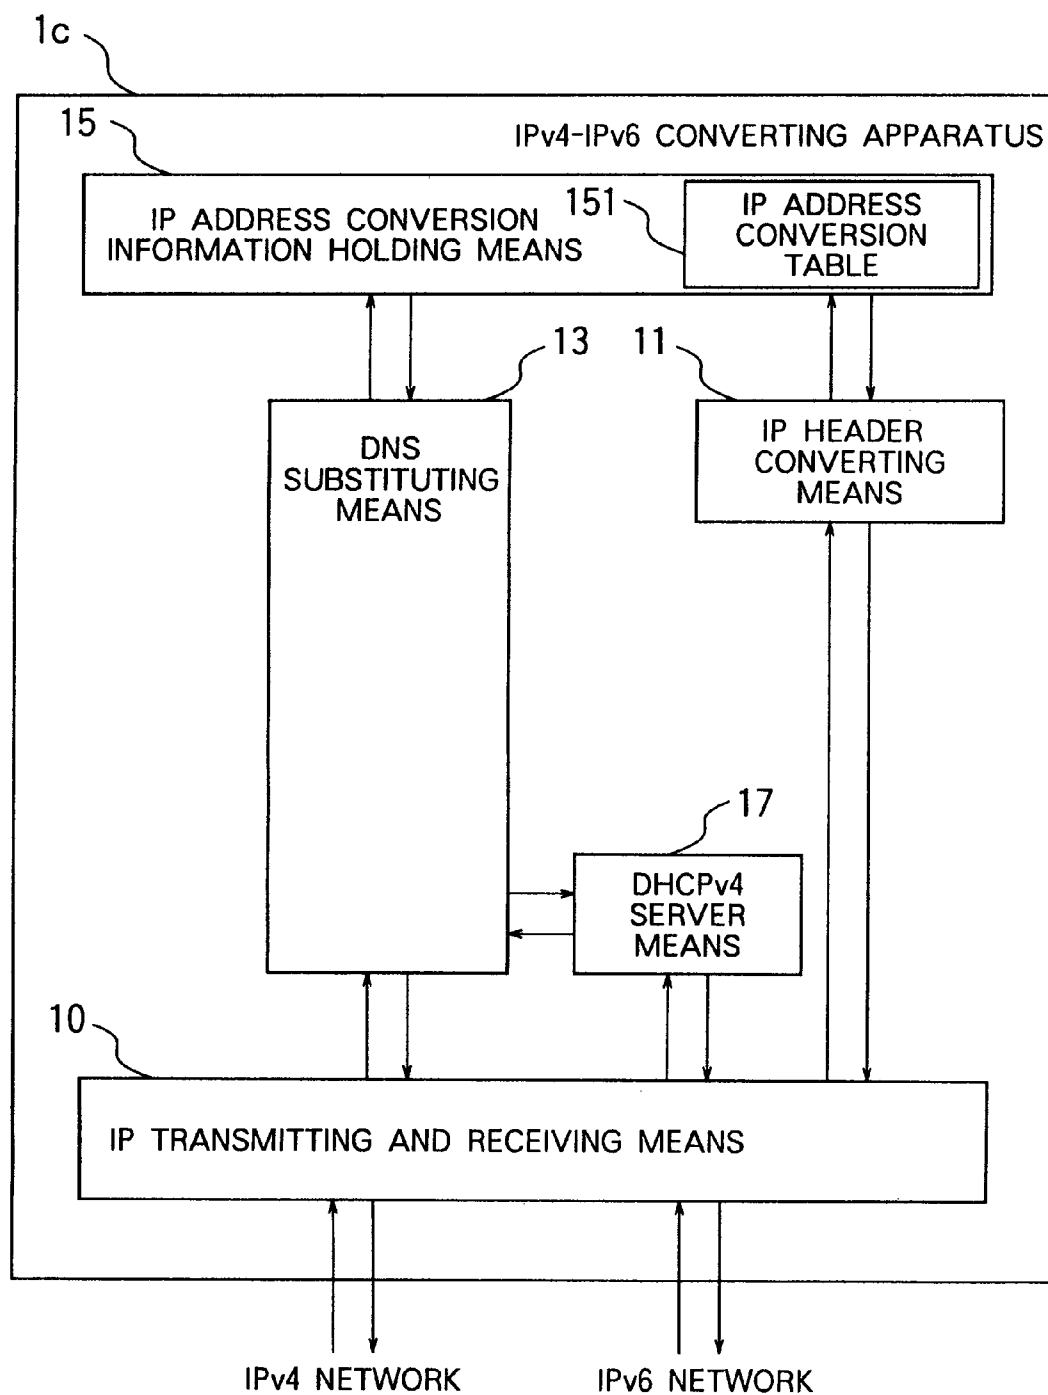 1c
15
IPv4-IPv6 CONVERTING APPARATUS
IP ADDRESS CONVERSION
INFORMATION HOLDING MEANS
151
IP ADDRESS
CONVERSION
TABLE
13
11
DNS
SUBSTITUTING
MEANS
IP HEADER
CONVERTING
MEANS
17
DHCPv4
SERVER
MEANS
10
IP TRANSMITTING AND RECEIVING MEANS
IPv4 NETWORK
IPv6 NETWORK